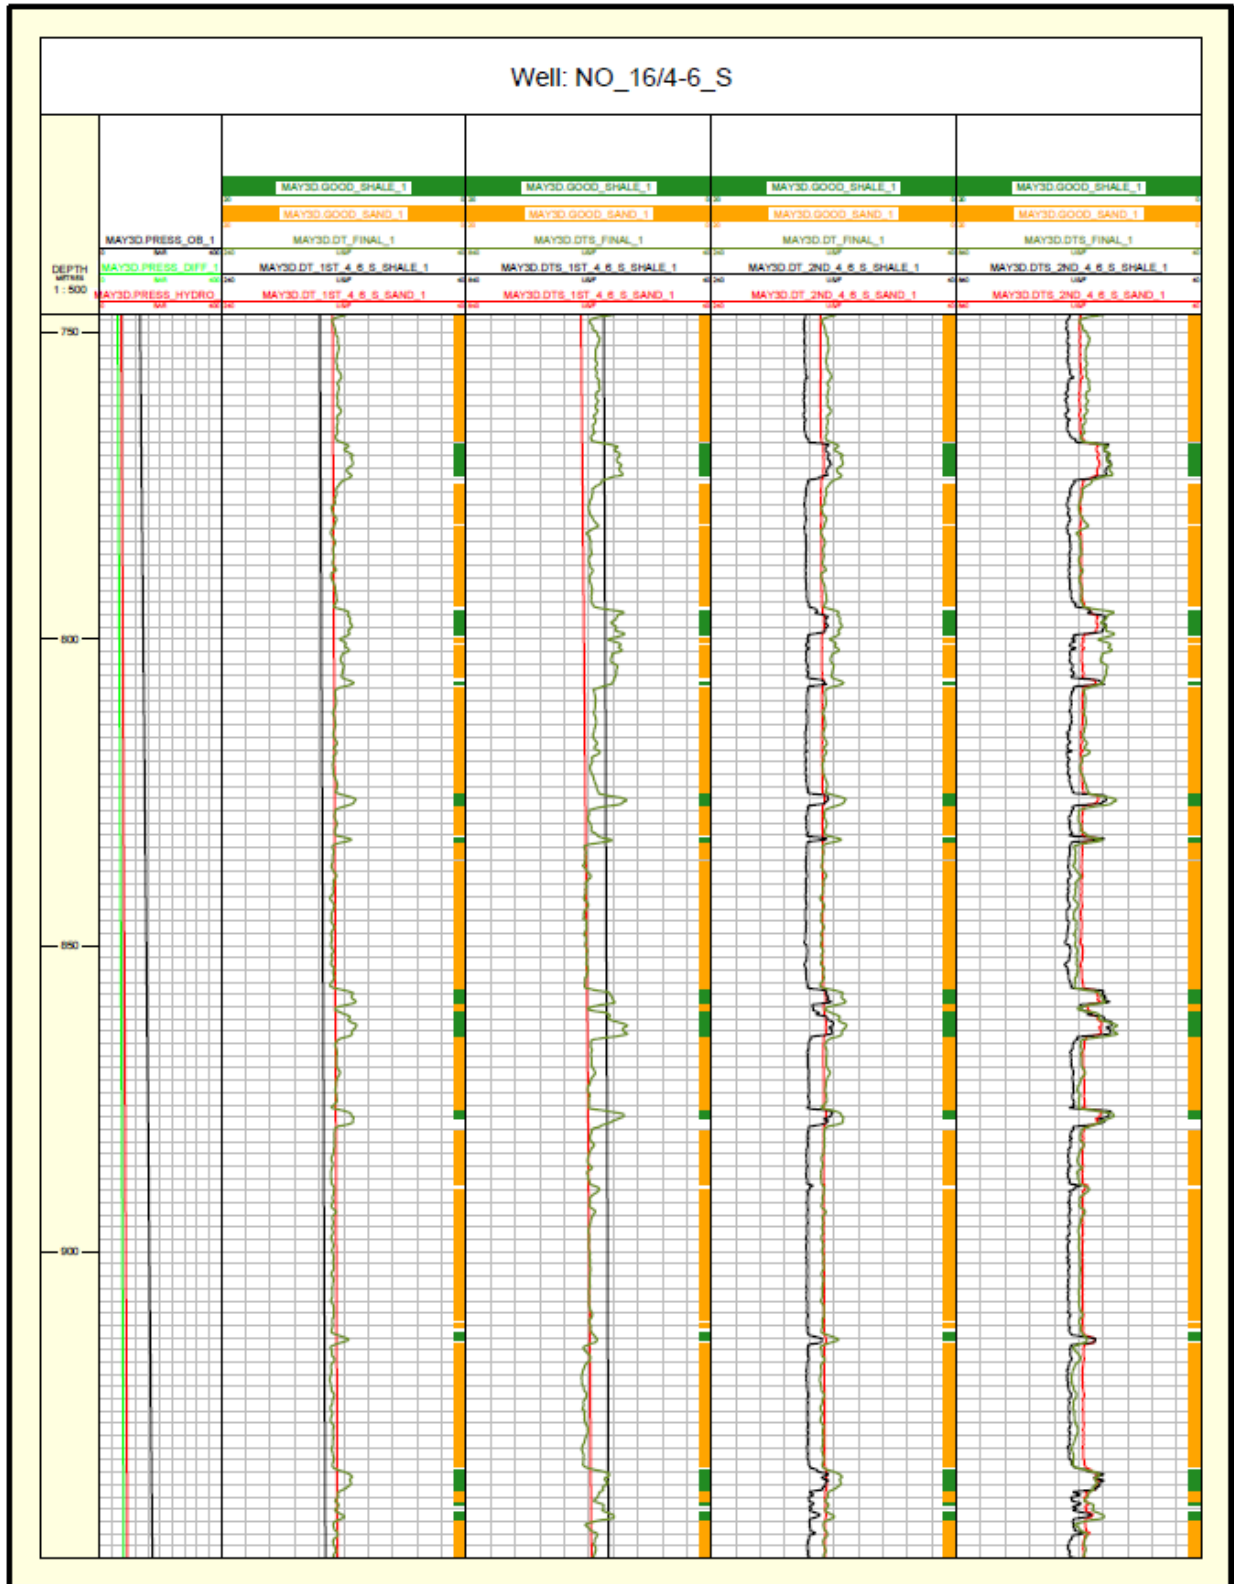 Well: NO_16/4-6_S
MAY3D.GOOD_SHALE_1 MAY3D.GOOD_SHALE_1 MAY3D.GOOD_SHALE_1 MAY3D.GOOD_SHALE_1
MAY3D.GOOD_SAND_1 MAY3D.GOOD_SAND_1 MAY3D.GOOD_SAND_1 MAY3D.GOOD_SAND_1
MAY3D.PRESS_OB_1 MAY3D.DT_FINAL_1 MAY3D.DTS_FINAL_1 MAY3D.DT_FINAL_1 MAY3D.DTS_FINAL_1
DEPTH MAY3D.PRESS_DIFF_1 MAY3D.DT_1ST_4_6_S_SHALE_1 MAY3D.DTS_1ST_4_6_S_SHALE_1 MAY3D.DT_2ND_4_6_S_SHALE_1 MAY3D.DTS_2ND_4_6_S_SHALE_1
METRES
1 : 500 MAY3D.PRESS_HYDRO_ MAY3D.DT_1ST_4_6_S_SAND_1 MAY3D.DTS_1ST_4_6_S_SAND_1 MAY3D.DT_2ND_4_6_S_SAND_1 MAY3D.DTS_2ND_4_6_S_SAND_1
750
800
850
900